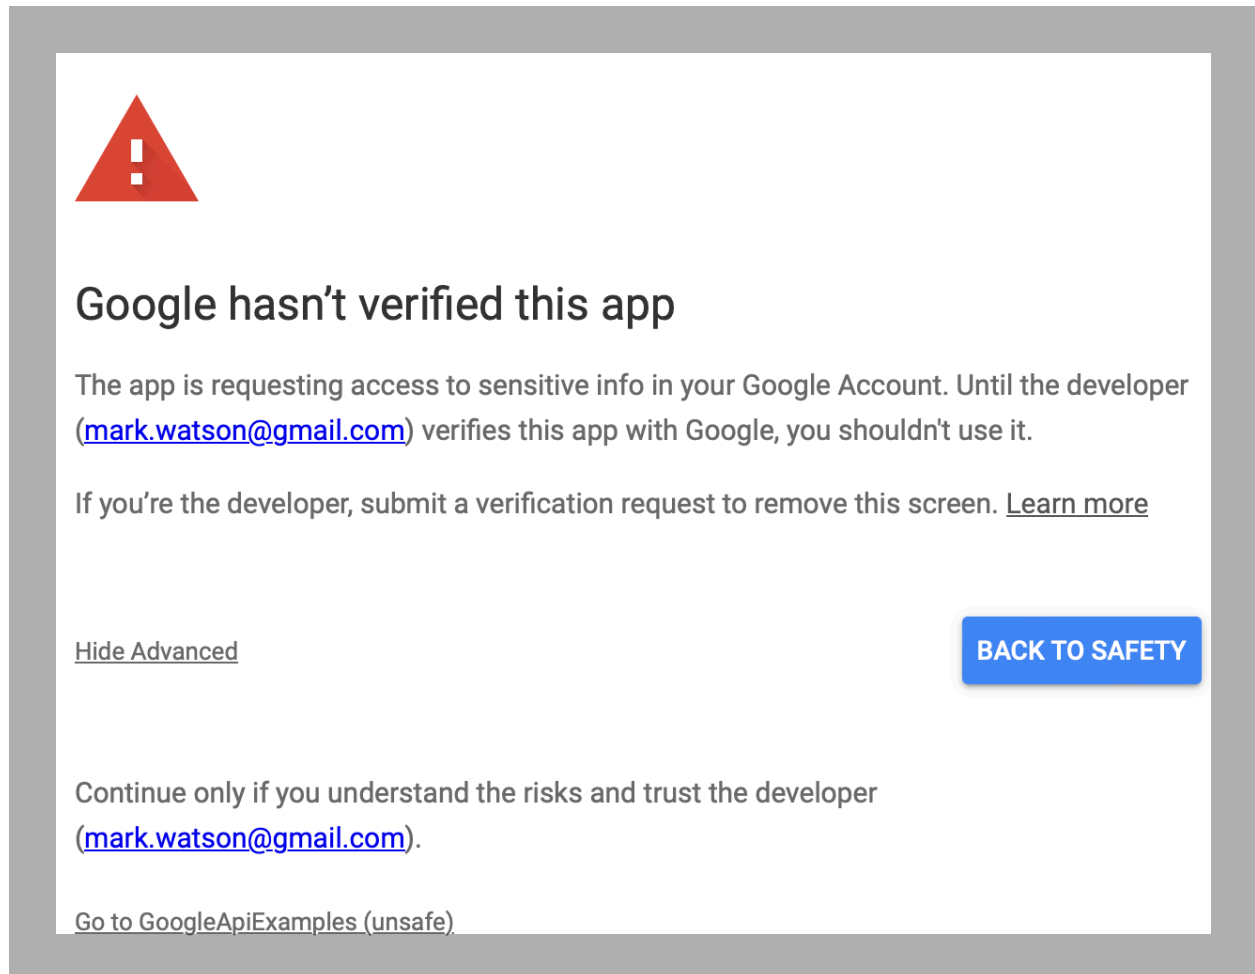 Google hasn’t verified this app
The app is requesting access to sensitive info in your Google Account. Until the developer
(mark.watson@gmail.com) verifies this app with Google, you shouldn't use it.
If you’re the developer, submit a verification request to remove this screen. Learn more
Hide Advanced
BACK TO SAFETY
Continue only if you understand the risks and trust the developer
(mark.watson@gmail.com).
Go to GoogleApiExamples (unsafe)